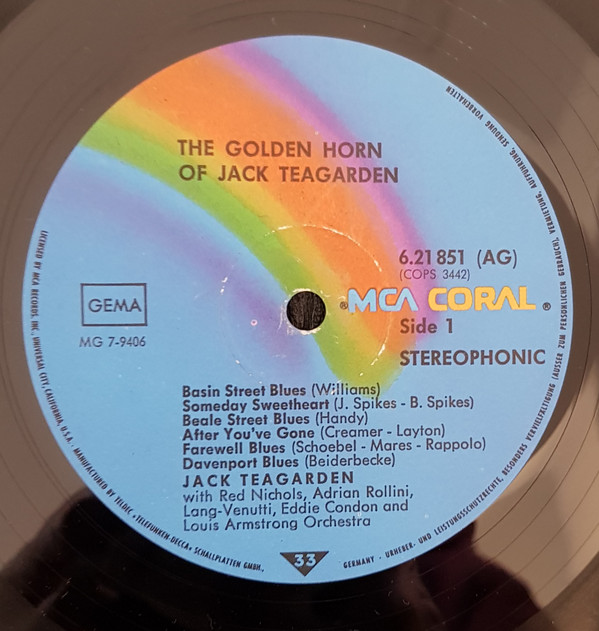 THE GOLDEN HORN
OF JACK TEAGARDEN
6.21 851 (AG)
(COPS 3442)
® MCA CORAL ®
GEMA
MG 7-9406
Side 1
STEREOPHONIC
Basin Street Blues (Williams)
Someday Sweetheart (J. Spikes - B. Spikes)
Beale Street Blues (Handy)
After You've Gone (Creamer - Layton)
Farewell Blues (Schoebel - Mares - Rappolo)
Davenport Blues (Beiderbecke)
JACK TEAGARDEN
with Red Nichols, Adrian Rollini,
Lang-Venutti, Eddie Condon and
Louis Armstrong Orchestra
33
LICENSED BY MCA RECORDS, INC. UNIVERSAL CITY, CALIFORNIA, U.S.A. · MANUFACTURED BY TELDEC »TELEFUNKEN-DECCA« SCHALLPLATTEN GMBH.,
GERMANY · URHEBER- UND LEISTUNGSSCHUTZRECHTE, BESONDERS VERVIELFÄLTIGUNG (AUSSER ZUM PERSÖNLICHEN GEBRAUCH), VERMIETUNG, AUFFÜHRUNG, SENDUNG VORBEHALTEN